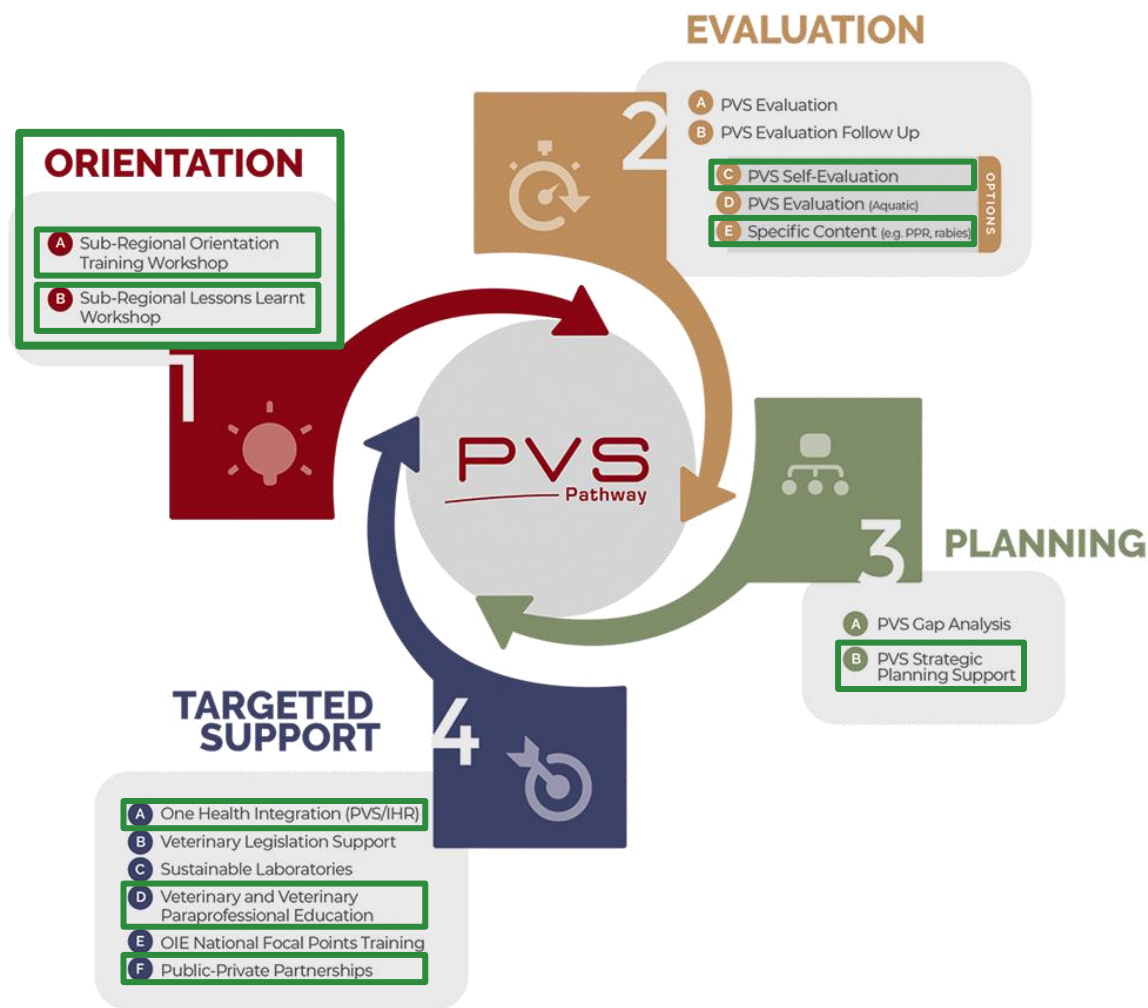 ORIENTATION
A Sub-Regional Orientation
Training Workshop
B Sub-Regional Lessons Learnt
Workshop
1
EVALUATION
2
A PVS Evaluation
B PVS Evaluation Follow Up
C PVS Self-Evaluation
D PVS Evaluation (Aquatic)
E Specific Content (e.g. PPR, rabies)
OPTIONS
PVS
Pathway
3
PLANNING
A PVS Gap Analysis
B PVS Strategic
Planning Support
TARGETED
SUPPORT
4
A One Health Integration (PVS/IHR)
B Veterinary Legislation Support
C Sustainable Laboratories
D Veterinary and Veterinary
Paraprofessional Education
E OIE National Focal Points Training
F Public-Private Partnerships